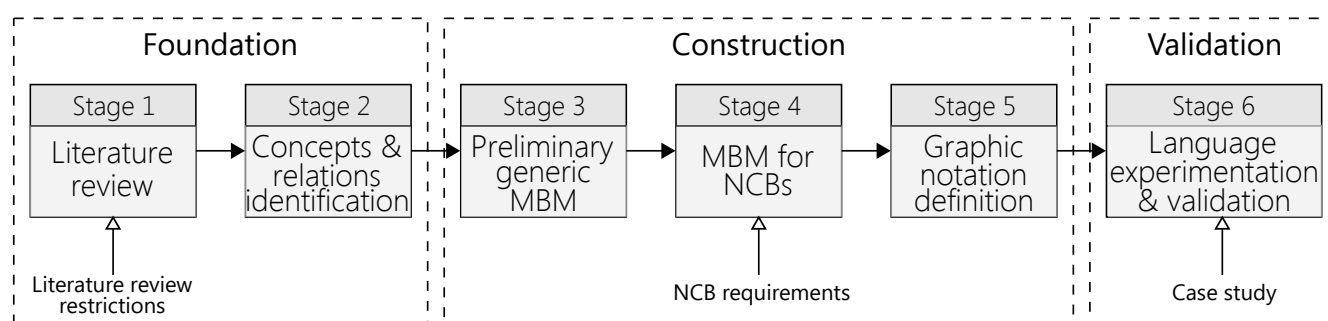 Foundation
Construction
Validation
Stage 1
Stage 2
Stage 3
Stage 4
Stage 5
Stage 6
Literature
review
Concepts &
relations
identification
Preliminary
generic
MBM
MBM for
NCBs
Graphic
notation
definition
Language
experimentation
& validation
Literature review
restrictions
NCB requirements
Case study